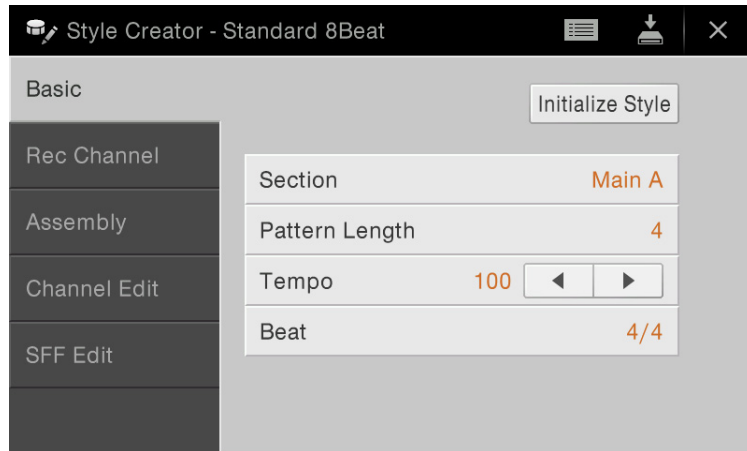 Style Creator - Standard 8Beat
Basic
Rec Channel
Assembly
Channel Edit
SFF Edit
Initialize Style
Section Main A
Pattern Length 4
Tempo 100
Beat 4/4